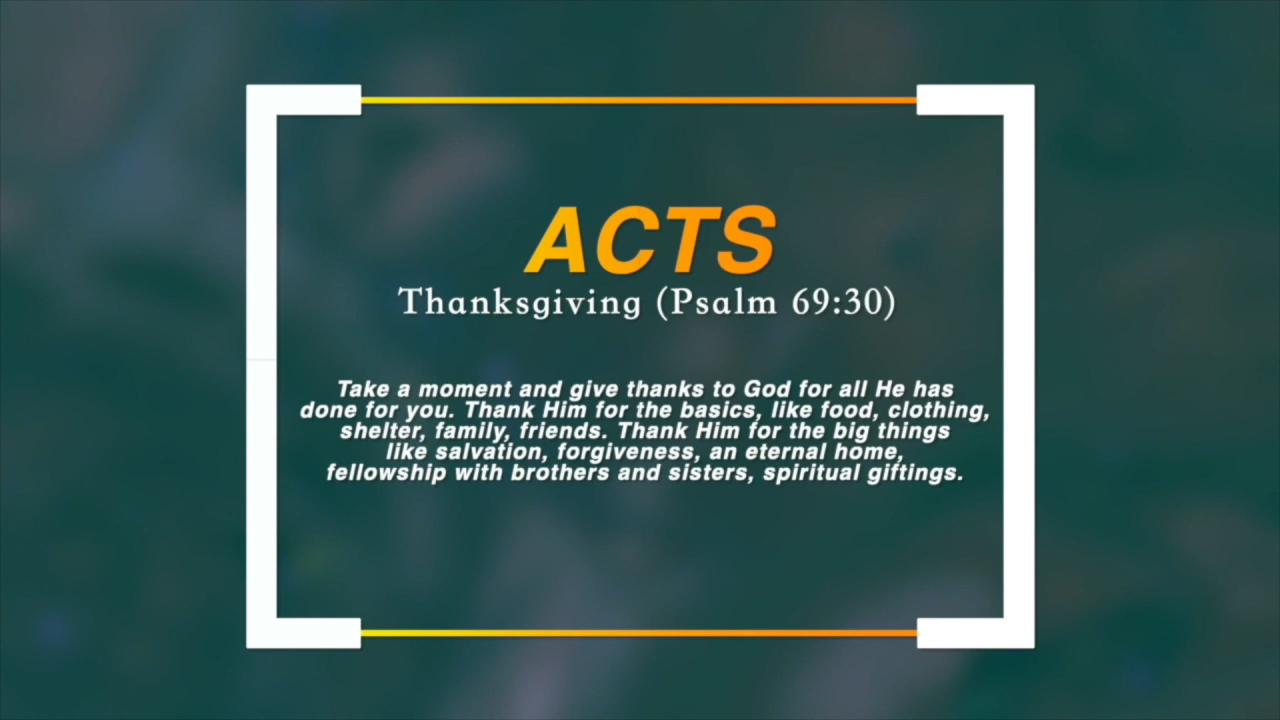 ACTS
Thanksgiving (Psalm 69:30)
Take a moment and give thanks to God for all He has
done for you. Thank Him for the basics, like food, clothing,
shelter, family, friends. Thank Him for the big things
like salvation, forgiveness, an eternal home,
fellowship with brothers and sisters, spiritual giftings.